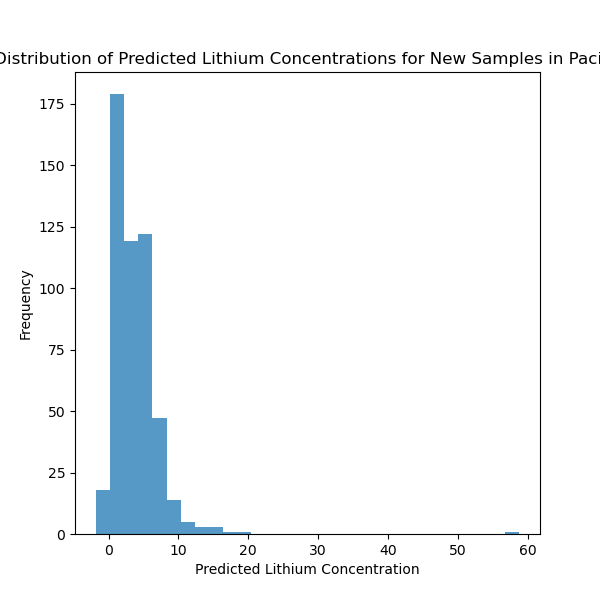 Distribution of Predicted Lithium Concentrations for New Samples in Paci
175
150
125
100
75
50
25
0
Frequency
0 10 20 30 40 50 60
Predicted Lithium Concentration